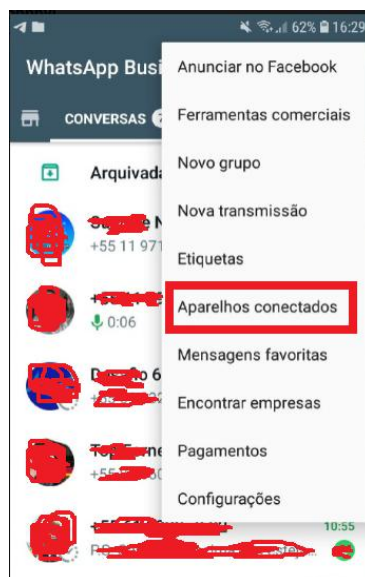 62% 16:29
WhatsApp Busi
Anunciar no Facebook
CONVERSAS
Ferramentas comerciais
Arquivada
Novo grupo
Nova transmissão
+55 11 971
Etiquetas
Aparelhos conectados
0:06
Mensagens favoritas
Encontrar empresas
Pagamentos
Configurações
10:55